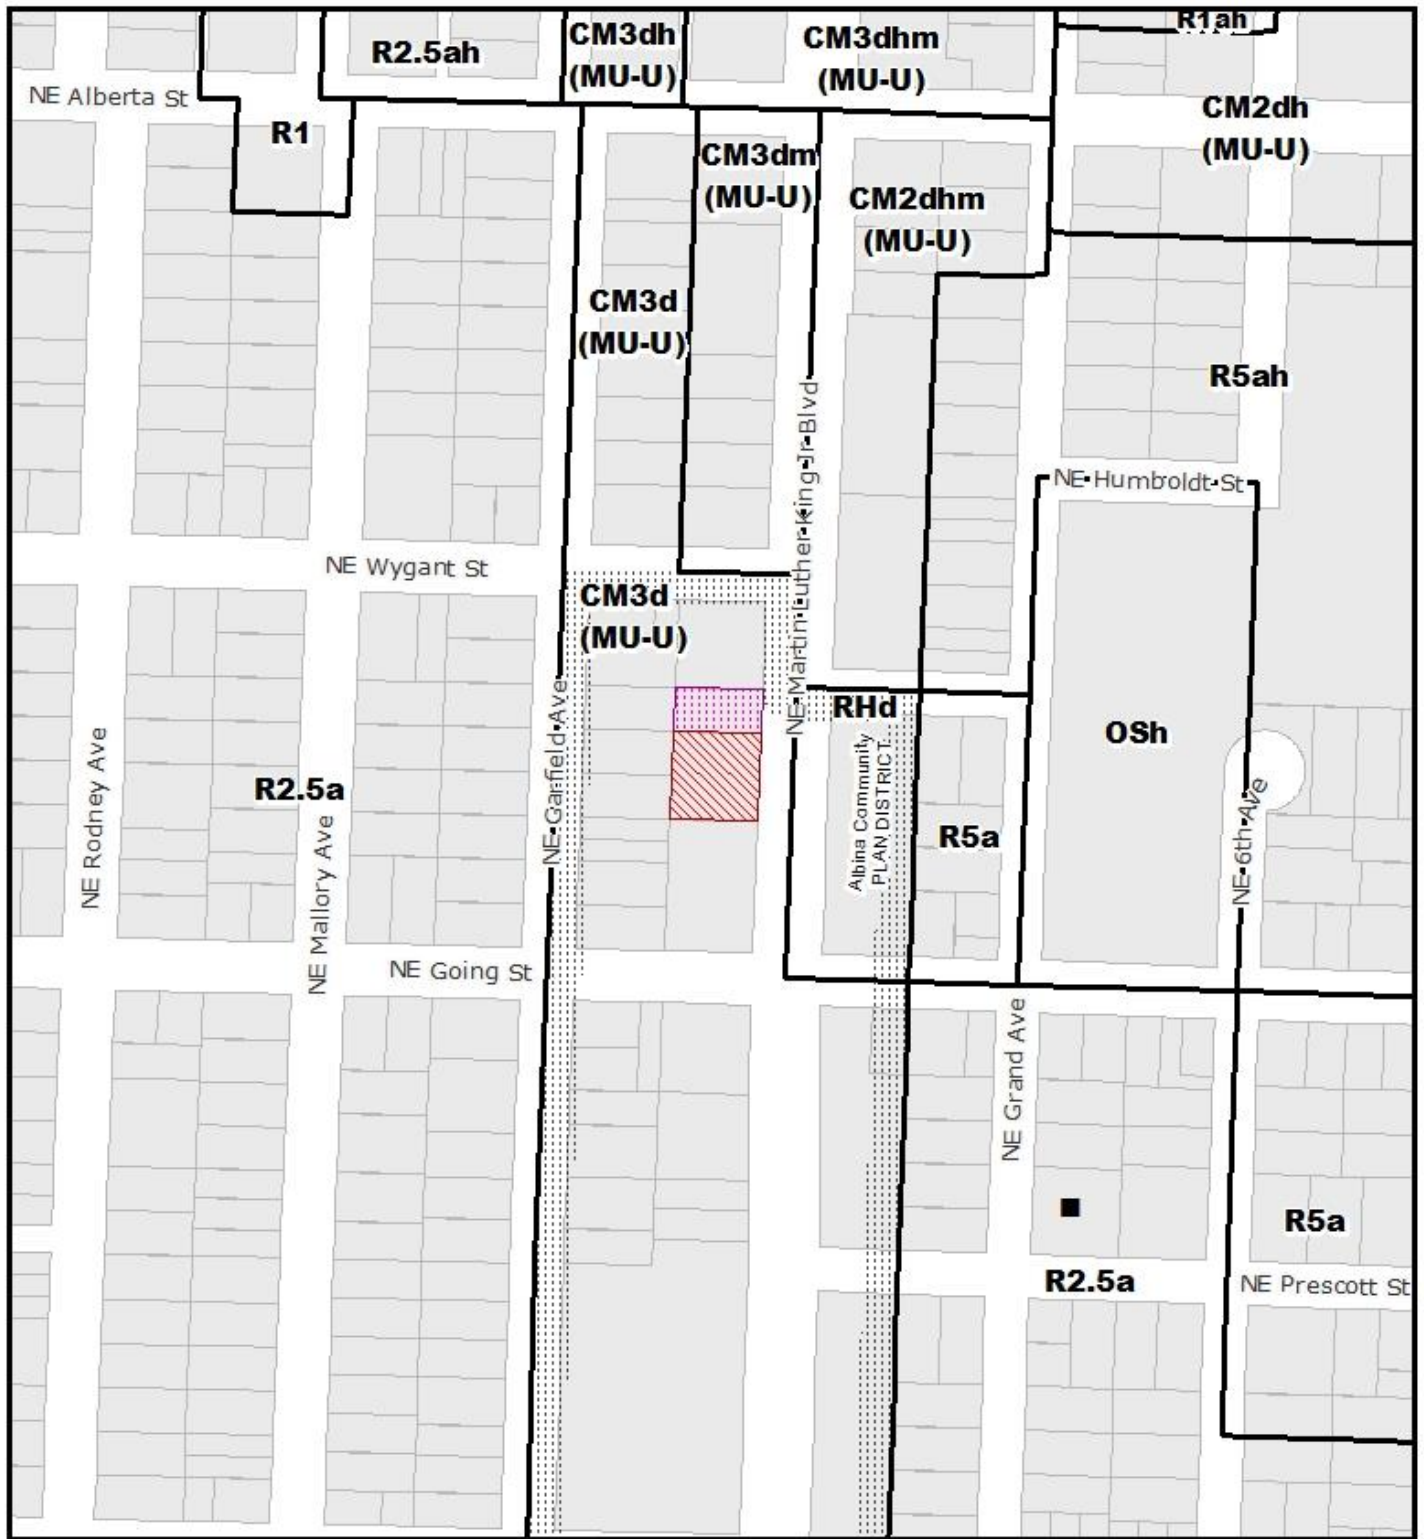 R1ah
CM3dh
(MU-U)
CM3dhm
(MU-U)
R2.5ah
NE Alberta St
CM2dh
(MU-U)
R1
CM3dm
(MU-U)
CM2dhm
(MU-U)
CM3d
(MU-U)
R5ah
NE Martin Luther King Jr Blvd
NE Humboldt St
NE Wygant St
CM3d
(MU-U)
RHd
OSh
NE Garfield Ave
NE Rodney Ave
R2.5a
NE Mallory Ave
Albina Community
PLAN DISTRICT
R5a
NE 6th Ave
NE Going St
NE Grand Ave
R5a
R2.5a
NE Prescott St